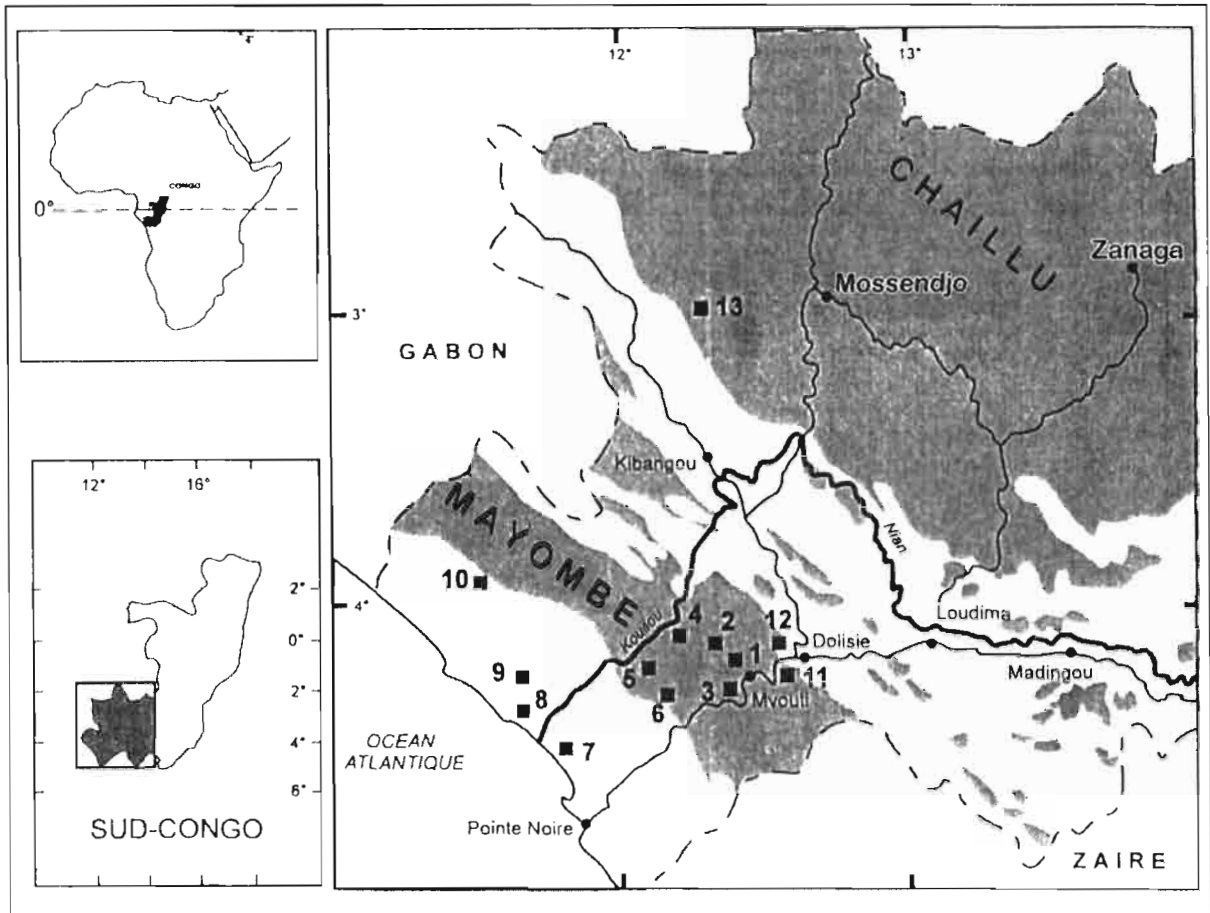 CONGO
0°
12°
16°
2°
0°
2°
4°
6°
SUD-CONGO
12°
13°
3°
4°
CHAILLU
Zanaga
Mossendjo
13
GABON
Kibangou
MAYOMBE
Nian
10
Kouilou
4
2
12
Loudima
1
Dolisie
9
5
3
Mvouti
11
Madingou
8
6
7
OCEAN
ATLANTIQUE
Pointe Noire
ZAIRE